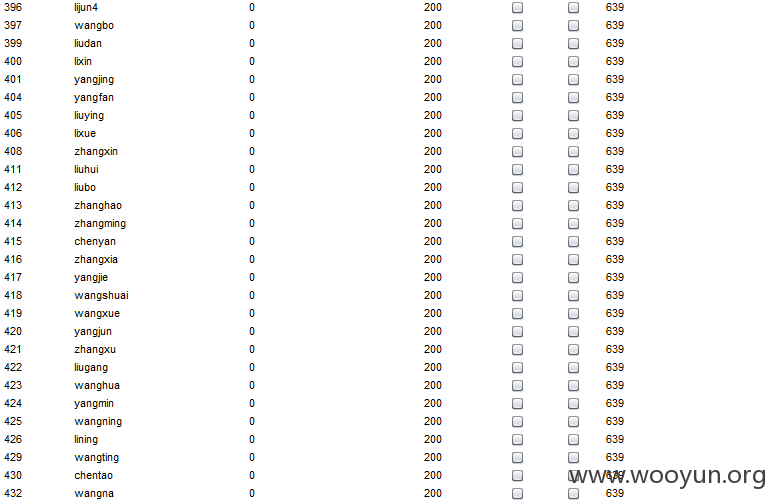 396 lijun4 0 200 639
397 wangbo 0 200 639
399 liudan 0 200 639
400 lixin 0 200 639
401 yangjing 0 200 639
404 yangfan 0 200 639
405 liuying 0 200 639
406 lixue 0 200 639
408 zhangxin 0 200 639
411 liuhui 0 200 639
412 liubo 0 200 639
413 zhanghao 0 200 639
414 zhangming 0 200 639
415 chenyan 0 200 639
416 zhangxia 0 200 639
417 yangjie 0 200 639
418 wangshuai 0 200 639
419 wangxue 0 200 639
420 yangjun 0 200 639
421 zhangxu 0 200 639
422 liugang 0 200 639
423 wanghua 0 200 639
424 yangmin 0 200 639
425 wangning 0 200 639
426 lining 0 200 639
429 wangting 0 200 639
430 chentao 0 200 639
www.wooyun.org
432 wangna 0 200 639